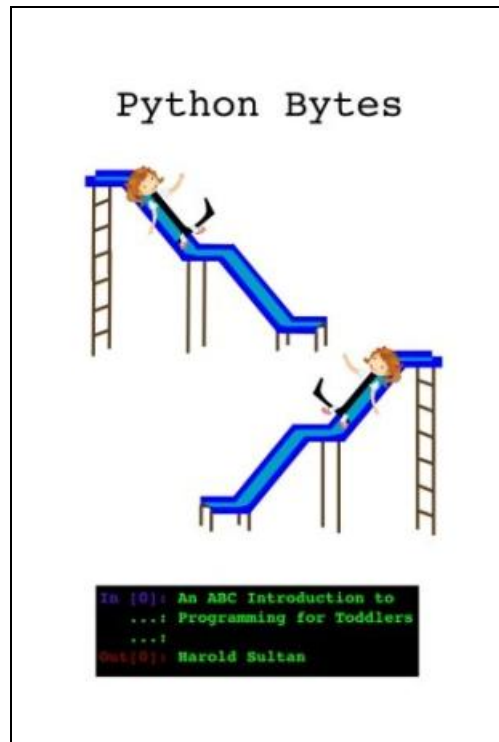 Python Bytes
In [0]: An ABC Introduction to
...: Programming for Toddlers
...:
Out[0]: Harold Sultan